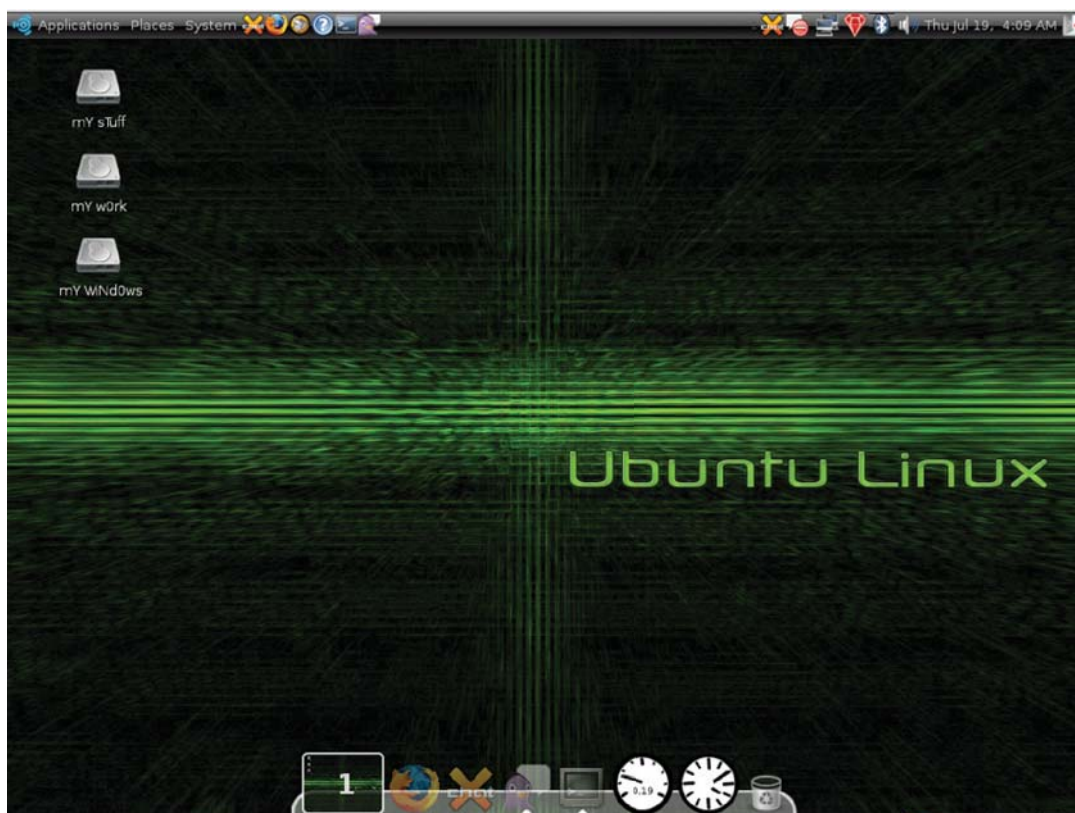 Applications Places System Thu Jul 19, 4:09 AM
mY sTuff
mY w0rk
mY WiNd0ws
Ubuntu Linux
1
chat
0.19